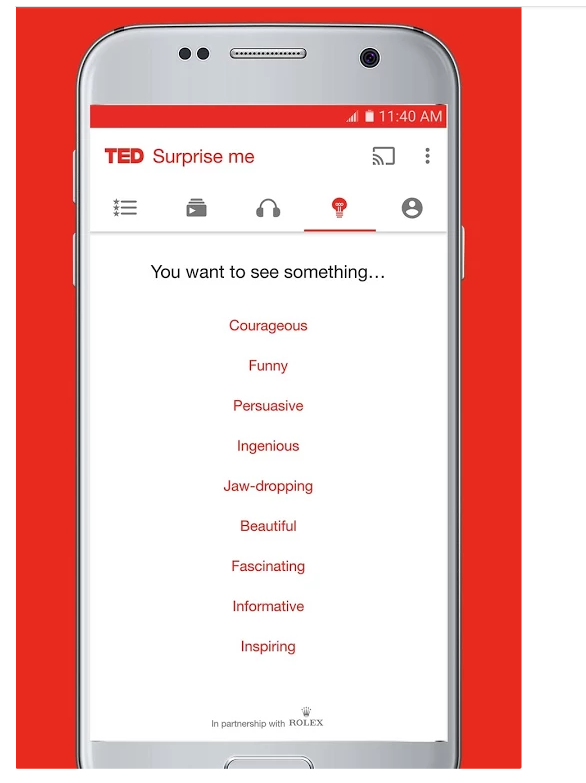 11:40 AM
TED Surprise me
You want to see something...
Courageous
Funny
Persuasive
Ingenious
Jaw-dropping
Beautiful
Fascinating
Informative
Inspiring
In partnership with ROLEX